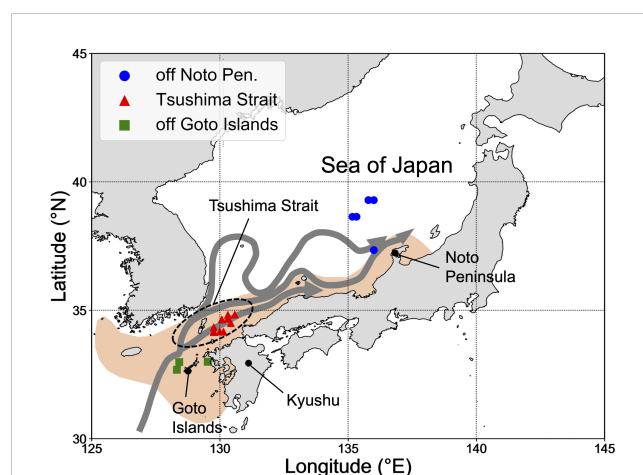 45
off Noto Pen.
Tsushima Strait
off Goto Islands
Sea of Japan
40
Tsushima Strait
Latitude (°N)
Noto
Peninsula
35
Goto
Islands
Kyushu
30
125
130
135
140
145
Longitude (°E)